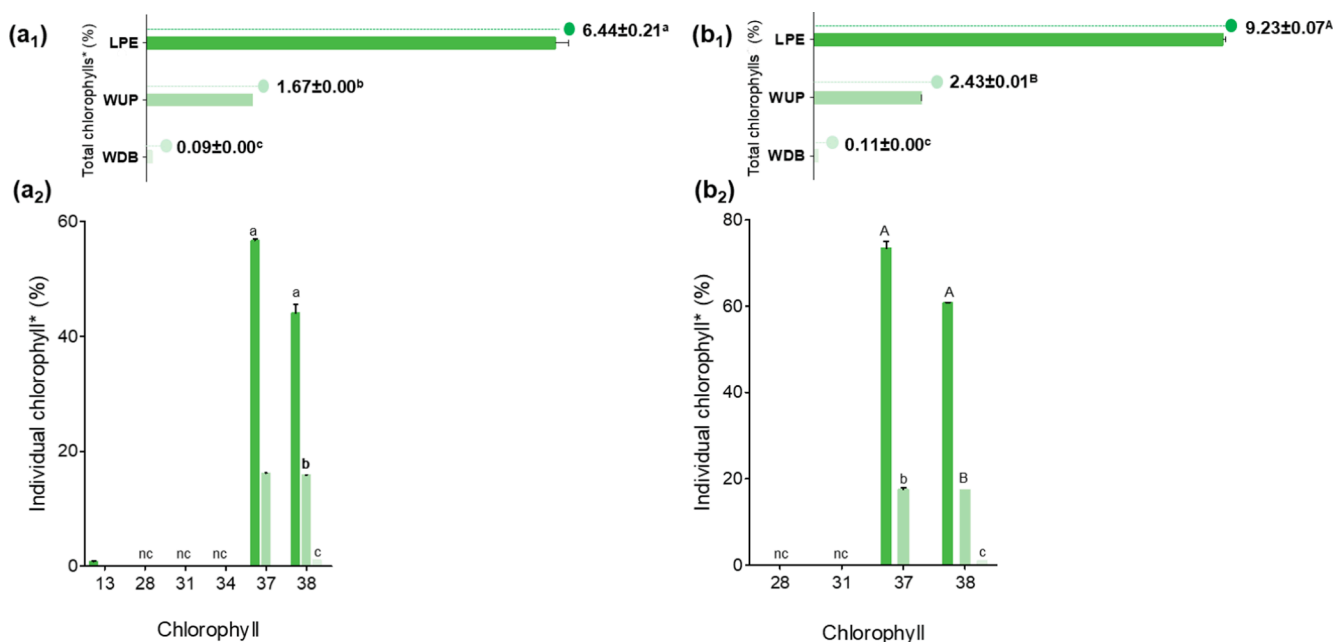 (a1)
Total chlorophylls* (%)
LPE
6.44±0.21a
WUP
1.67±0.00b
WDB
0.09±0.00c
(b1)
Total chlorophylls* (%)
LPE
9.23±0.07A
WUP
2.43±0.01B
WDB
0.11±0.00c
(a2)
Individual chlorophyll* (%)
60
40
20
0
nc nc nc
a
a
b
c
13 28 31 34 37 38
Chlorophyll
(b2)
Individual chlorophyll* (%)
80
60
40
20
0
nc nc
A
b
A
B
c
28 31 37 38
Chlorophyll